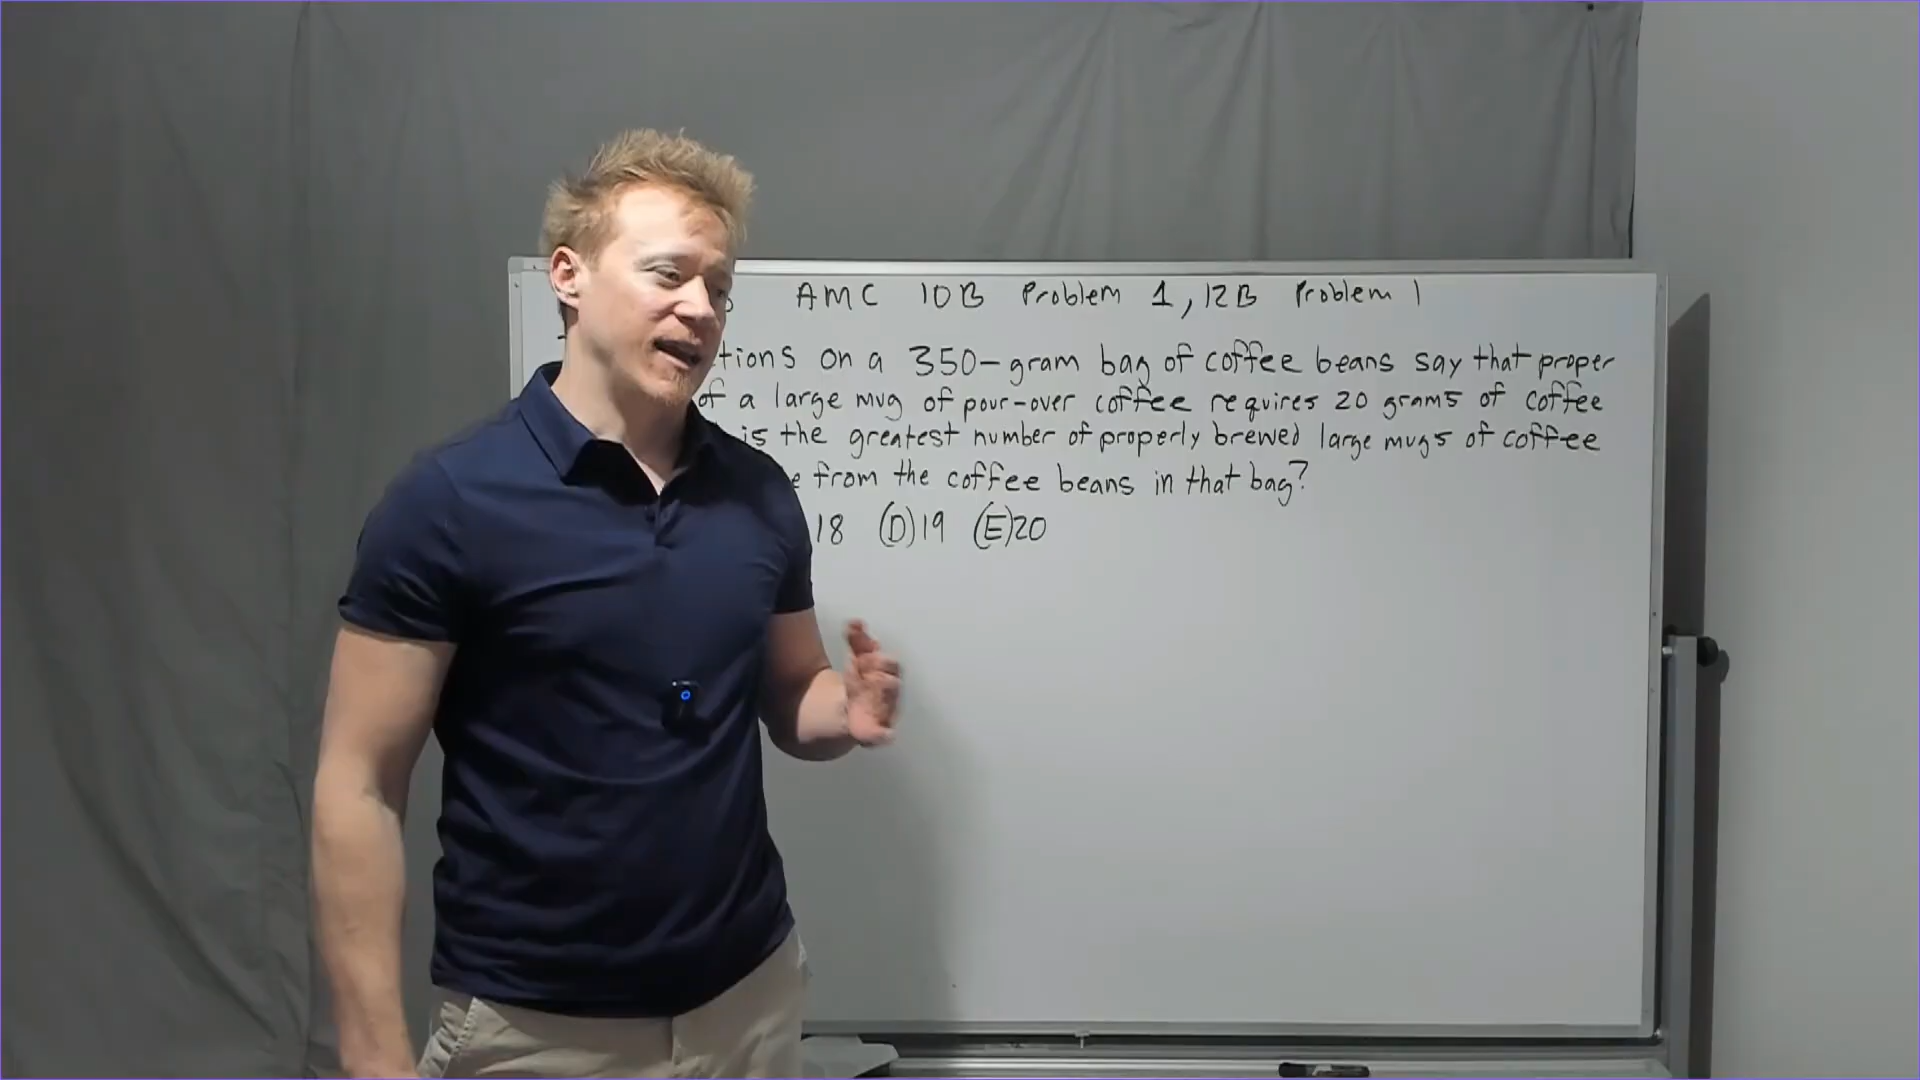 AMC 10B Problem 1, 12B Problem 1
tions on a 350-gram bag of coffee beans say that proper
of a large mug of pour-over coffee requires 20 grams of coffee
is the greatest number of properly brewed large mugs of coffee
e from the coffee beans in that bag?
18 (D)19 (E)20